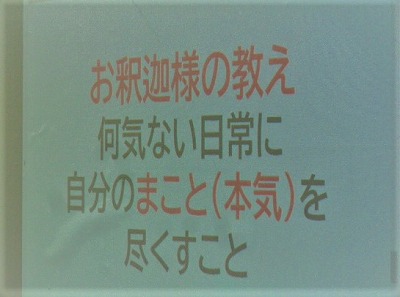 お釈迦様の教え
何気ない日常に
自分のまこと(本気)を
尽くすこと